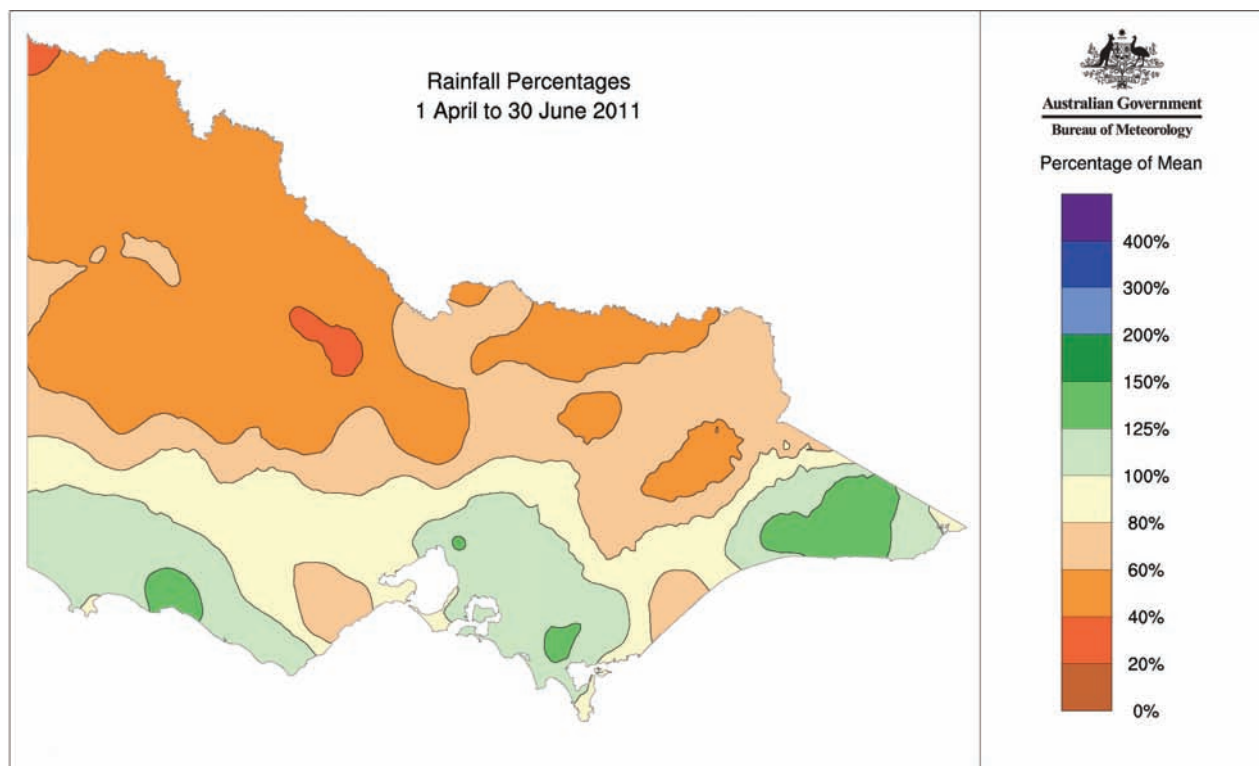 Rainfall Percentages
1 April to 30 June 2011
Australian Government
Bureau of Meteorology
Percentage of Mean
400%
300%
200%
150%
125%
100%
80%
60%
40%
20%
0%